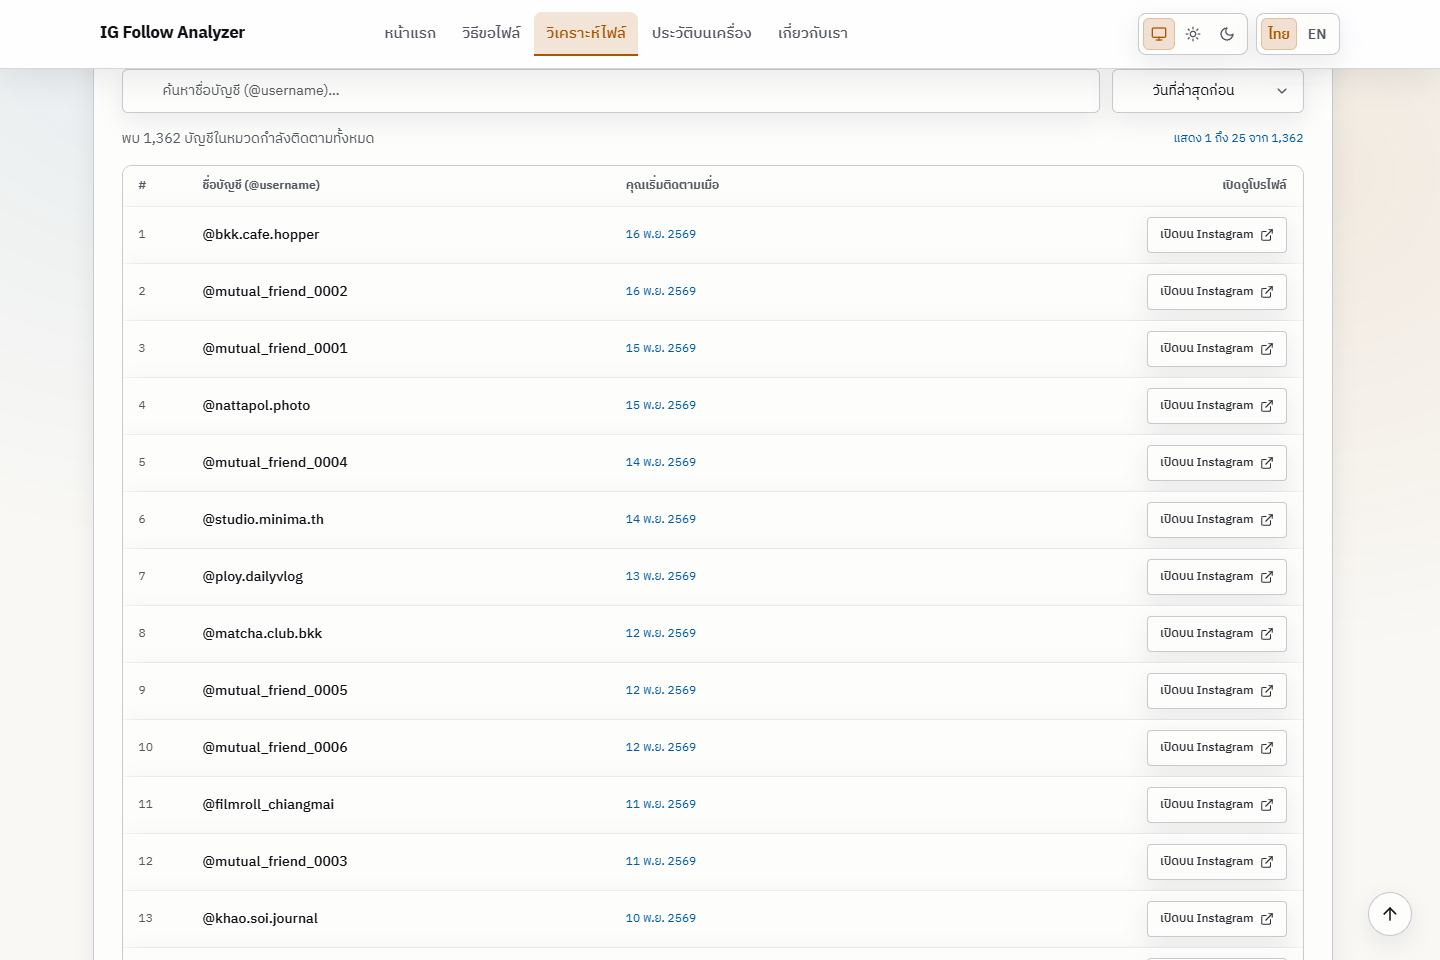 IG Follow Analyzer
หน้าแรก
วิธีขอไฟล์
วิเคราะห์ไฟล์
ประวัติบนเครื่อง
เกี่ยวกับเรา
ไทย
EN
ค้นหาชื่อบัญชี (@username)...
วันที่ล่าสุดก่อน
พบ 1,362 บัญชีในหมวดกำลังติดตามทั้งหมด
แสดง 1 ถึง 25 จาก 1,362
# ชื่อบัญชี (@username) คุณเริ่มติดตามเมื่อ เปิดดูโปรไฟล์
1 @bkk.cafe.hopper 16 พ.ย. 2569 เปิดบน Instagram
2 @mutual_friend_0002 16 พ.ย. 2569 เปิดบน Instagram
3 @mutual_friend_0001 15 พ.ย. 2569 เปิดบน Instagram
4 @nattapol.photo 15 พ.ย. 2569 เปิดบน Instagram
5 @mutual_friend_0004 14 พ.ย. 2569 เปิดบน Instagram
6 @studio.minima.th 14 พ.ย. 2569 เปิดบน Instagram
7 @ploy.dailyvlog 13 พ.ย. 2569 เปิดบน Instagram
8 @matcha.club.bkk 12 พ.ย. 2569 เปิดบน Instagram
9 @mutual_friend_0005 12 พ.ย. 2569 เปิดบน Instagram
10 @mutual_friend_0006 12 พ.ย. 2569 เปิดบน Instagram
11 @filmroll_chiangmai 11 พ.ย. 2569 เปิดบน Instagram
12 @mutual_friend_0003 11 พ.ย. 2569 เปิดบน Instagram
13 @khao.soi.journal 10 พ.ย. 2569 เปิดบน Instagram